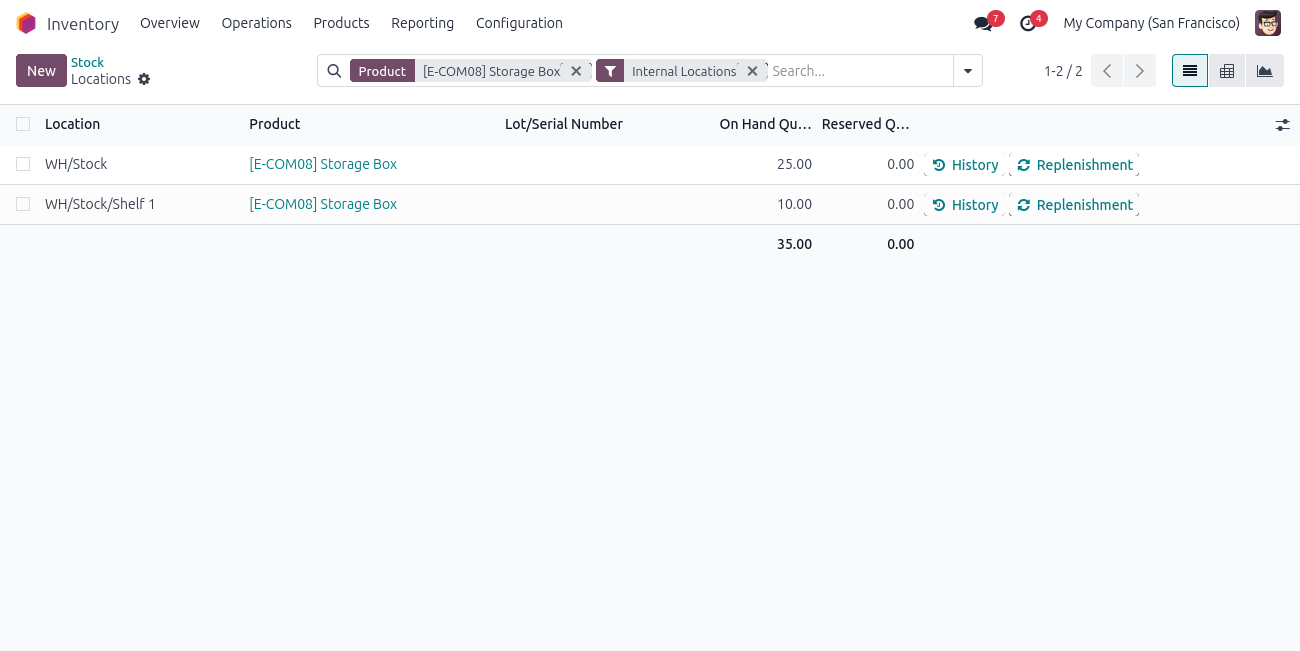 Inventory Overview Operations Products Reporting Configuration 7 4 My Company (San Francisco)
New Stock Locations Product [E-COM08] Storage Box Internal Locations Search... 1-2 / 2
Location Product Lot/Serial Number On Hand Qu... Reserved Q...
WH/Stock [E-COM08] Storage Box 25.00 0.00 History Replenishment
WH/Stock/Shelf 1 [E-COM08] Storage Box 10.00 0.00 History Replenishment
35.00 0.00